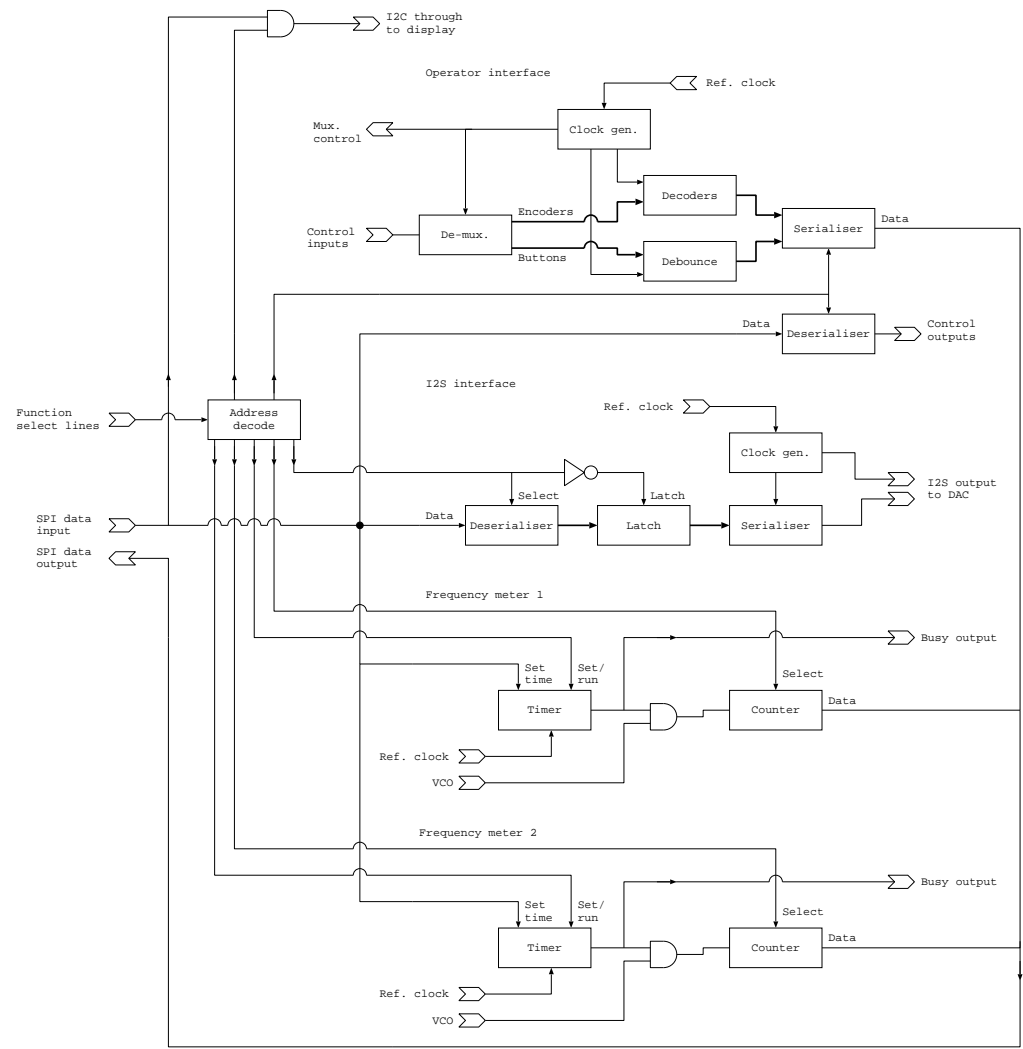 I2C through
to display
Operator interface
Ref. clock
Mux.
control
Clock gen.
Decoders
Encoders
Control
inputs
De-mux.
Serialiser
Data
Buttons
Debounce
Data
Deserialiser
Control
outputs
I2S interface
Function
select lines
Address
decode
Ref. clock
Clock gen.
I2S output
to DAC
Select
Latch
SPI data
input
Data
Deserialiser
Latch
Serialiser
SPI data
output
Frequency meter 1
Busy output
Set
time
Set/
run
Select
Timer
Counter
Data
Ref. clock
VCO
Frequency meter 2
Busy output
Set
time
Set/
run
Select
Timer
Counter
Data
Ref. clock
VCO